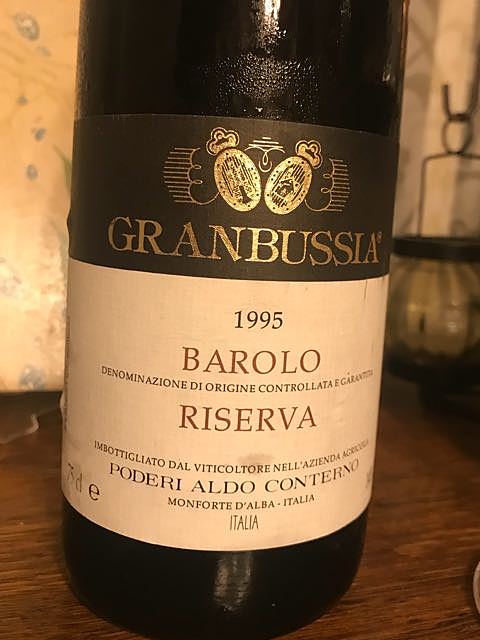 GRANBUSSIA®
1995
BAROLO
DENOMINAZIONE DI ORIGINE CONTROLLATA E GARANTITA
RISERVA
IMBOTTIGLIATO DAL VITICOLTORE NELL'AZIENDA AGRICOLA
PODERI ALDO CONTERNO
MONFORTE D'ALBA - ITALIA
ITALIA
75cl e